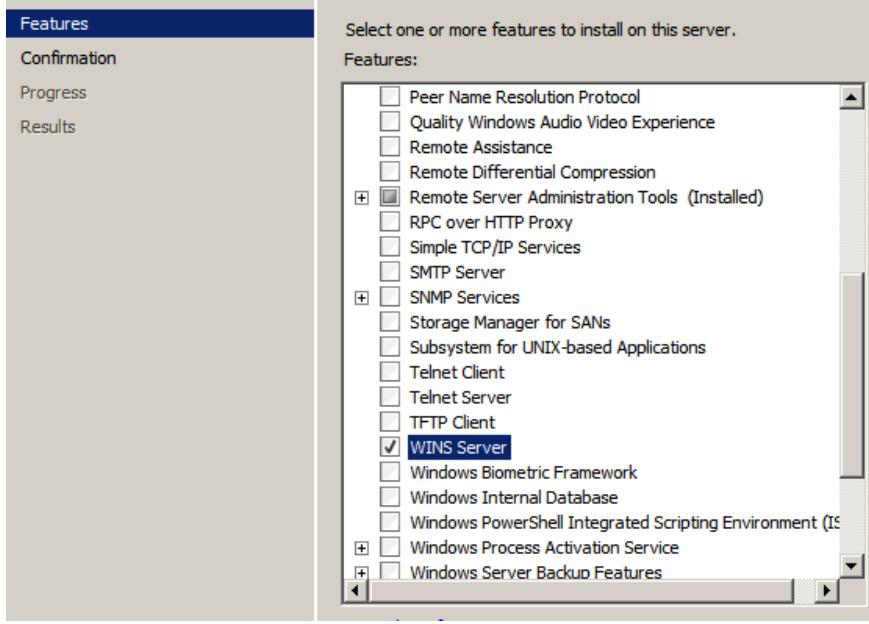 Features
Confirmation
Progress
Results
Select one or more features to install on this server.
Features:
Peer Name Resolution Protocol
Quality Windows Audio Video Experience
Remote Assistance
Remote Differential Compression
Remote Server Administration Tools (Installed)
RPC over HTTP Proxy
Simple TCP/IP Services
SMTP Server
SNMP Services
Storage Manager for SANs
Subsystem for UNIX-based Applications
Telnet Client
Telnet Server
TFTP Client
WINS Server
Windows Biometric Framework
Windows Internal Database
Windows PowerShell Integrated Scripting Environment (IS
Windows Process Activation Service
Windows Server Backup Features